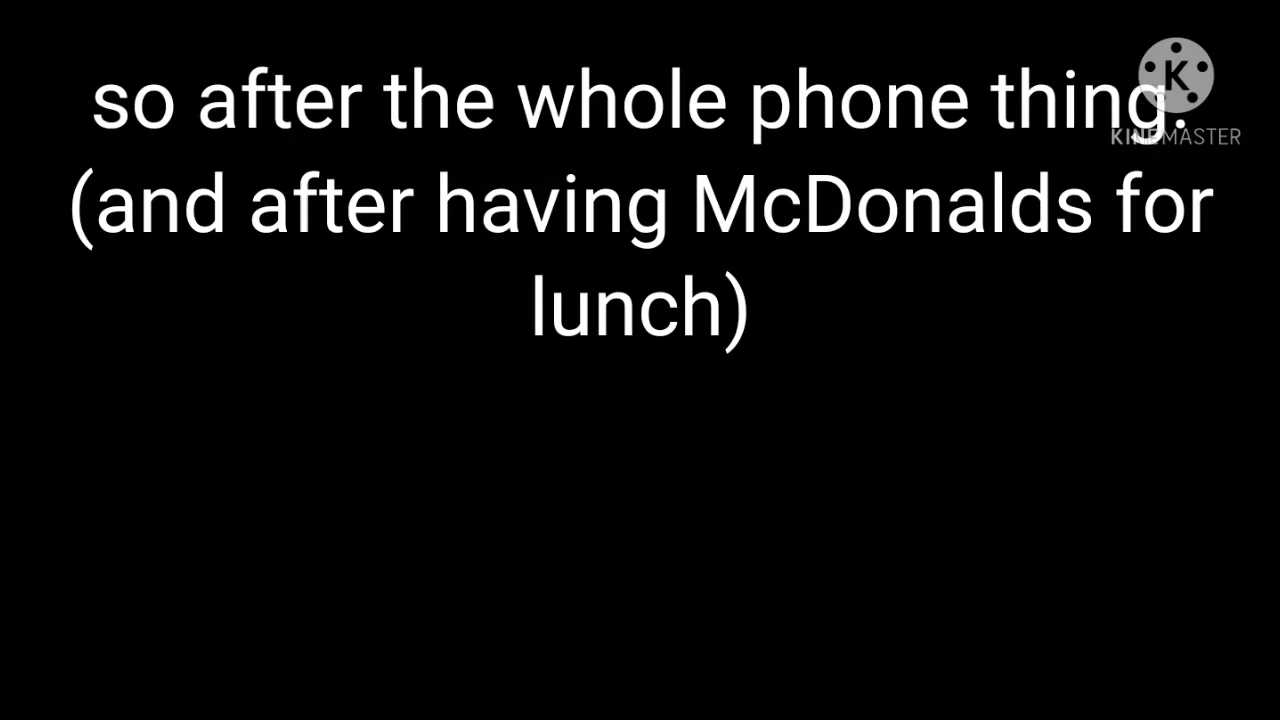 so after the whole phone thing.
(and after having McDonalds for
lunch)
K
KINEMASTER